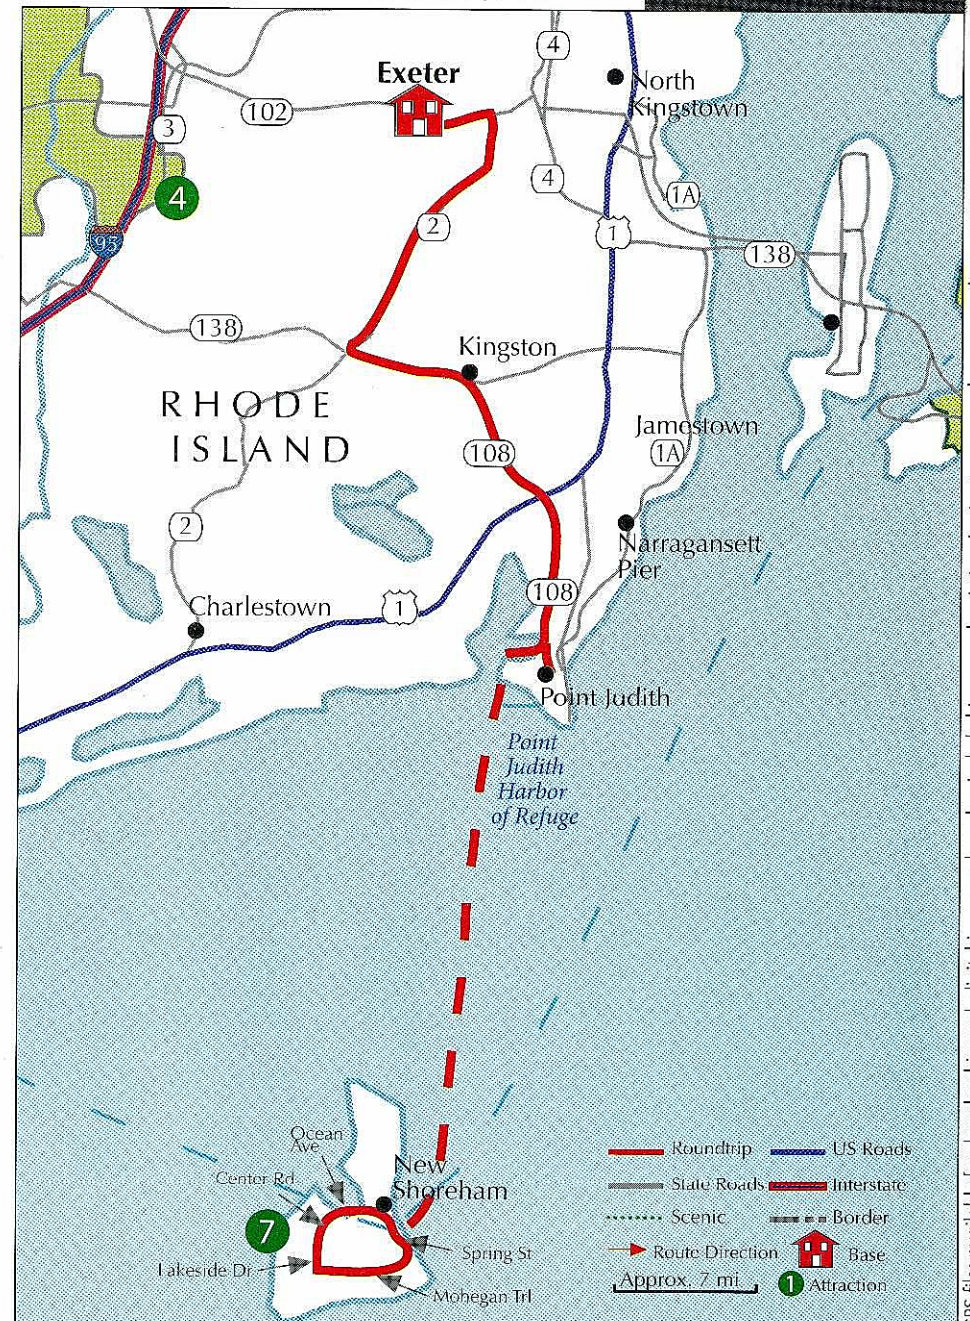 4
Exeter
North
Kingstown
102
3
4
4
1A
2
95
1
138
138
Kingston
RHODE
ISLAND
Jamestown
108
1A
2
Narragansett
Pier
108
Charlestown
1
Point Judith
Point
Judith
Harbor
of Refuge
Ocean
Ave
New
Shoreham
Center Rd
7
Spring St
Lakeside Dr
Mohegan Trl
Roundtrip
US Roads
State Roads
Interstate
Scenic
Border
Route Direction
Base
Approx. 7 mi
1
Attraction